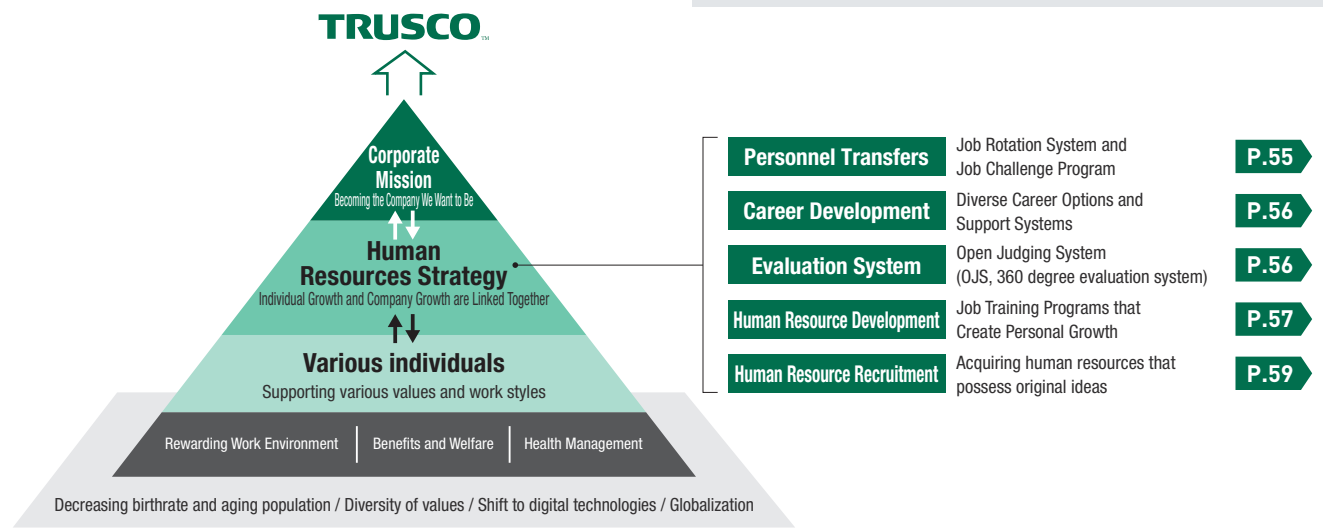 TRUSCO™
Corporate
Mission
Becoming the Company We Want to Be
Human
Resources Strategy
Individual Growth and Company Growth are Linked Together
Various individuals
Supporting various values and work styles
Rewarding Work Environment
Benefits and Welfare
Health Management
Decreasing birthrate and aging population / Diversity of values / Shift to digital technologies / Globalization
Personnel Transfers
Job Rotation System and
Job Challenge Program
P.55
Career Development
Diverse Career Options and
Support Systems
P.56
Evaluation System
Open Judging System
(OJS, 360 degree evaluation system)
P.56
Human Resource Development
Job Training Programs that
Create Personal Growth
P.57
Human Resource Recruitment
Acquiring human resources that
possess original ideas
P.59